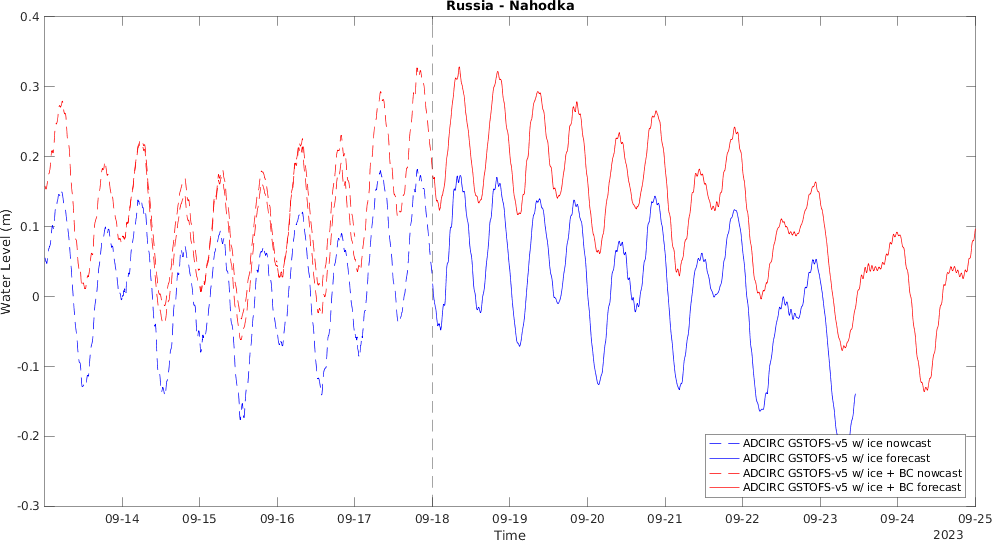 Russia - Nahodka
0.4
0.3
0.2
0.1
0
-0.1
-0.2
-0.3
Water Level (m)
ADCIRC GSTOFS-v5 w/ ice nowcast
ADCIRC GSTOFS-v5 w/ ice forecast
ADCIRC GSTOFS-v5 w/ ice + BC nowcast
ADCIRC GSTOFS-v5 w/ ice + BC forecast
09-14 09-15 09-16 09-17 09-18 09-19 09-20 09-21 09-22 09-23 09-24 09-25
Time
2023